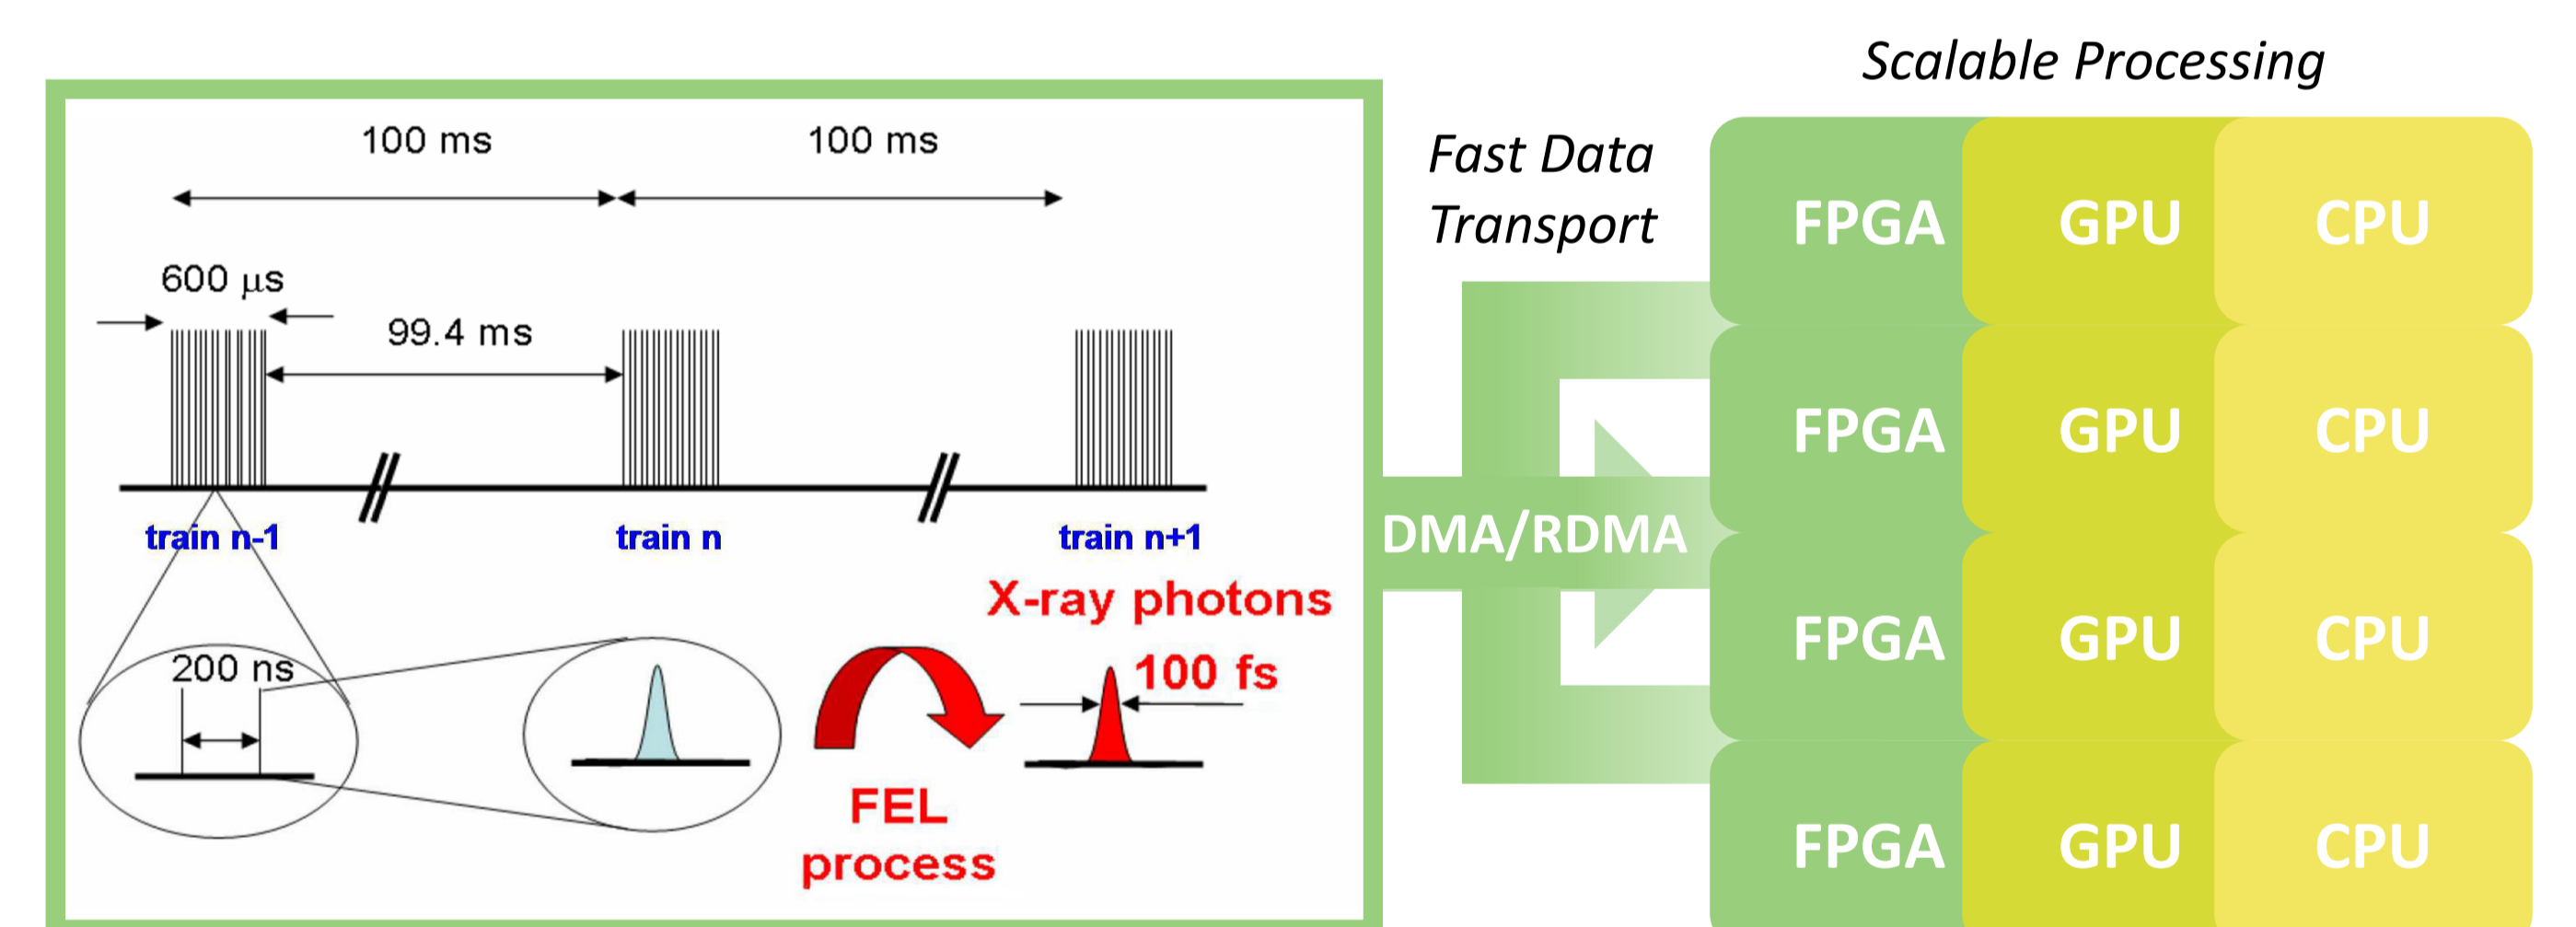 100 ms
100 ms
600 μs
99.4 ms
train n-1
train n
train n+1
200 ns
X-ray photons
100 fs
FEL
process
Fast Data
Transport
DMA/RDMA
Scalable Processing
FPGA GPU CPU
FPGA GPU CPU
FPGA GPU CPU
FPGA GPU CPU